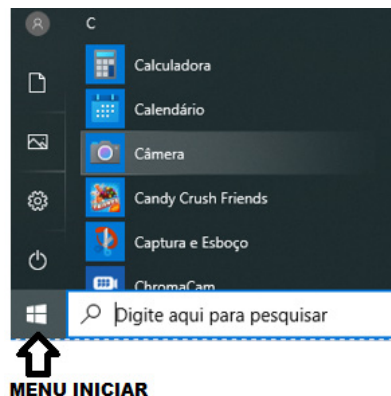 C
Calculadora
Calendário
Câmera
Candy Crush Friends
Captura e Esboço
ChromaCam
Digite aqui para pesquisar
MENU INICIAR